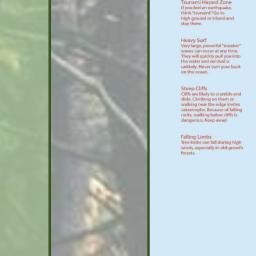 Tsunami Hazard Zone
If you feel an earthquake,
think "tsunami!" Go to
high ground or inland and
stay there.
Heavy Surf
Very large, powerful "sneaker"
waves can occur at any time.
They will quickly pull you into
the water and survival is
unlikely. Never turn your back
on the ocean.
Steep Cliffs
Cliffs are likely to crumble and
slide. Climbing on them or
walking near the edge invites
catastrophe. Because of falling
rocks, walking below cliffs is
dangerous. Keep away!
Falling Limbs
Tree limbs can fall during high
winds, especially in old-growth
forests.